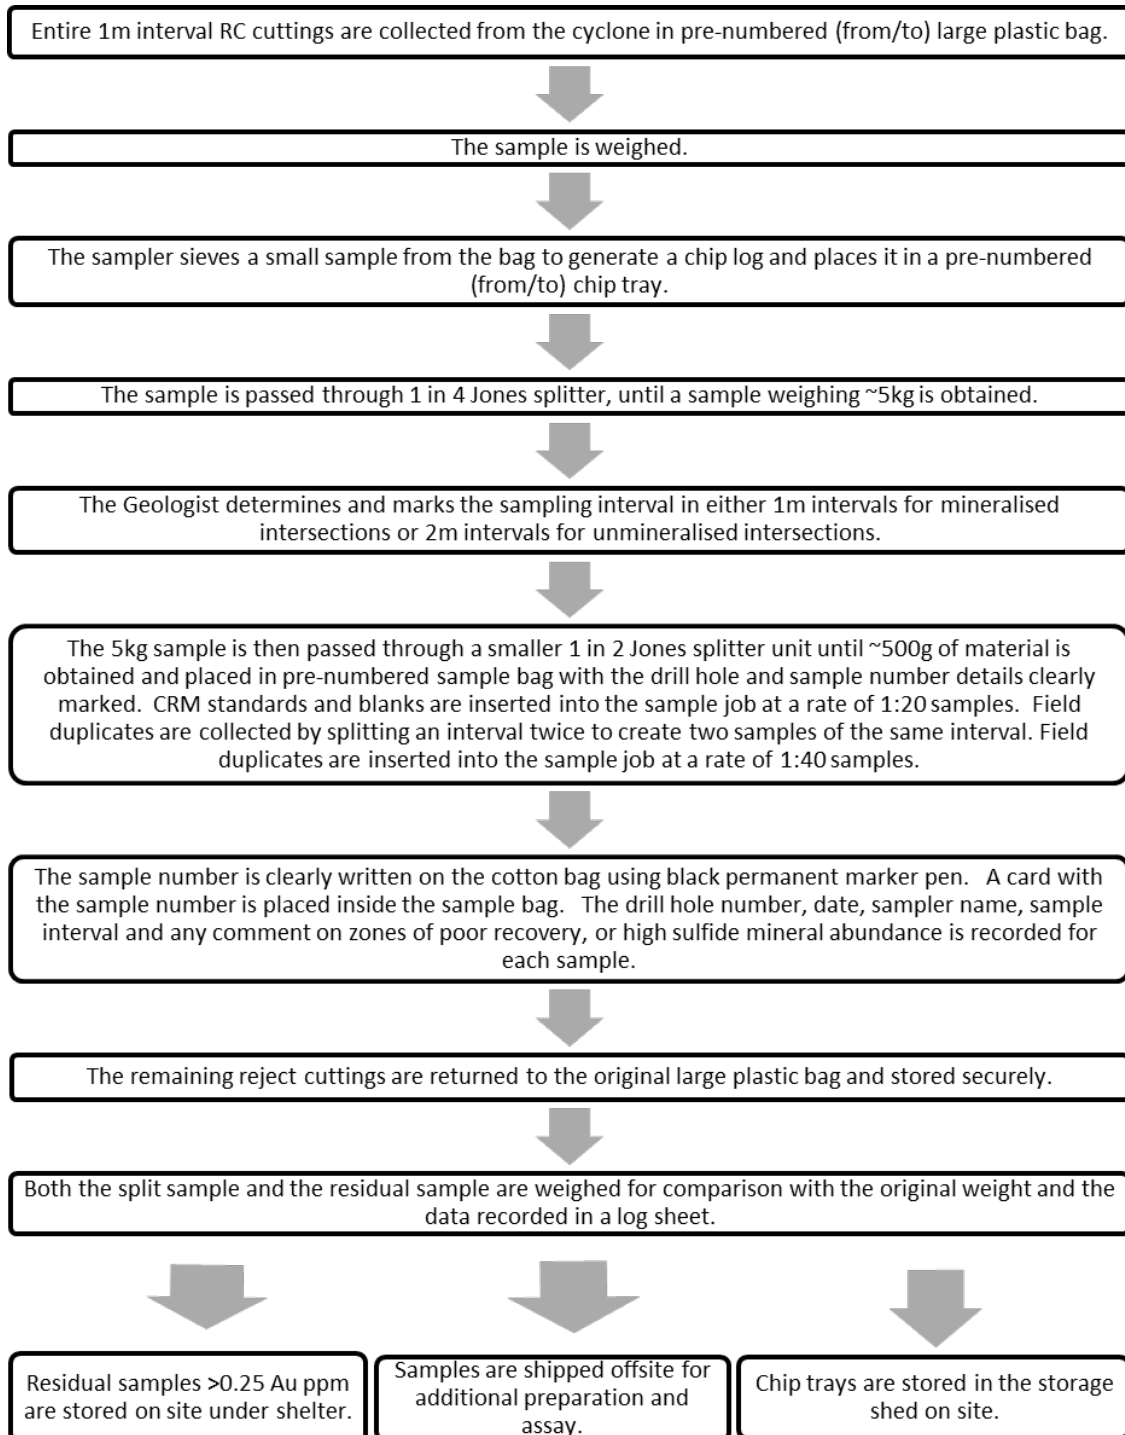 Entire 1m interval RC cuttings are collected from the cyclone in pre-numbered (from/to) large plastic bag.
The sample is weighed.
The sampler sieves a small sample from the bag to generate a chip log and places it in a pre-numbered
(from/to) chip tray.
The sample is passed through 1 in 4 Jones splitter, until a sample weighing ~5kg is obtained.
The Geologist determines and marks the sampling interval in either 1m intervals for mineralised
intersections or 2m intervals for unmineralised intersections.
The 5kg sample is then passed through a smaller 1 in 2 Jones splitter unit until ~500g of material is
obtained and placed in pre-numbered sample bag with the drill hole and sample number details clearly
marked. CRM standards and blanks are inserted into the sample job at a rate of 1:20 samples. Field
duplicates are collected by splitting an interval twice to create two samples of the same interval. Field
duplicates are inserted into the sample job at a rate of 1:40 samples.
The sample number is clearly written on the cotton bag using black permanent marker pen. A card with
the sample number is placed inside the sample bag. The drill hole number, date, sampler name, sample
interval and any comment on zones of poor recovery, or high sulfide mineral abundance is recorded for
each sample.
The remaining reject cuttings are returned to the original large plastic bag and stored securely.
Both the split sample and the residual sample are weighed for comparison with the original weight and the
data recorded in a log sheet.
Residual samples >0.25 Au ppm
are stored on site under shelter.
Samples are shipped offsite for
additional preparation and
assay.
Chip trays are stored in the storage
shed on site.